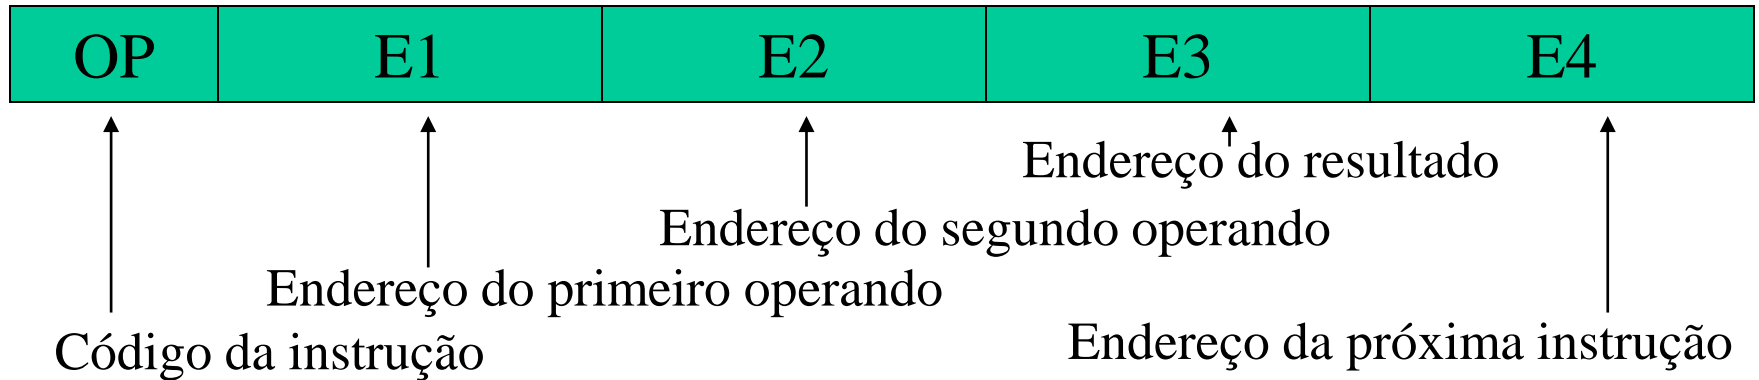 OP E1 E2 E3 E4
Endereço do resultado
Endereço do segundo operando
Endereço do primeiro operando
Código da instrução
Endereço da próxima instrução